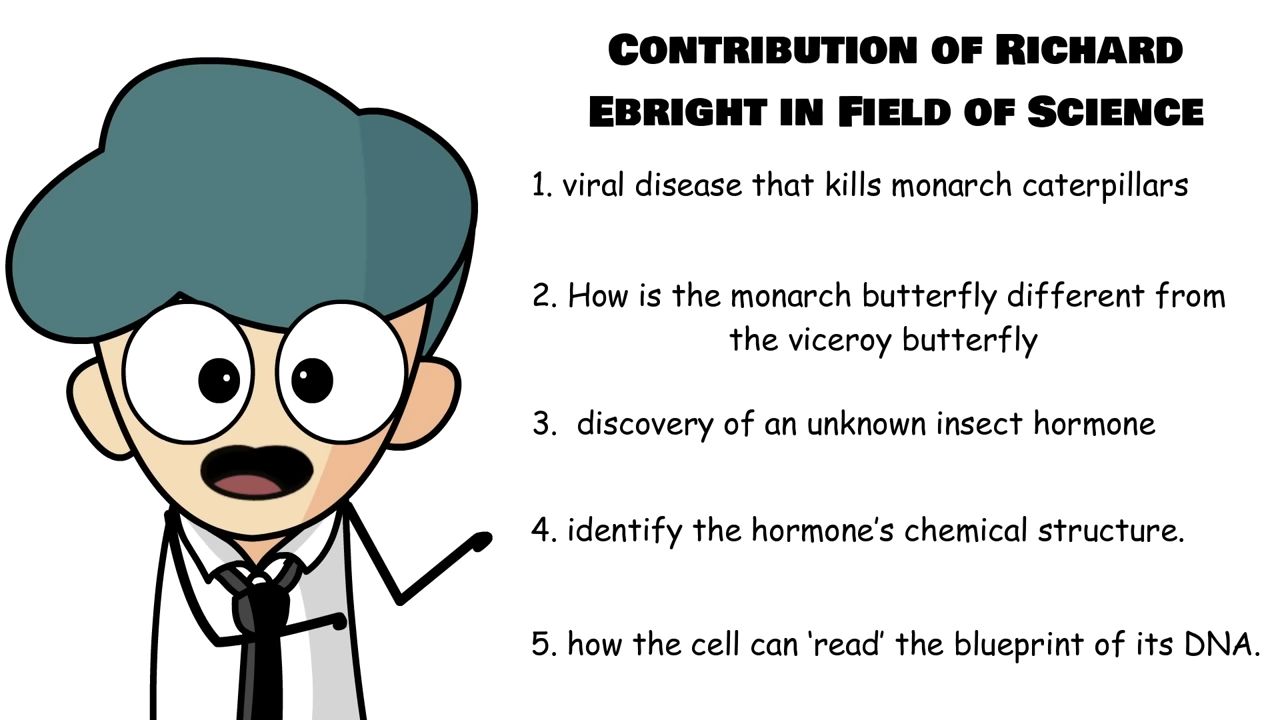 Contribution of Richard
Ebright in Field of Science
1. viral disease that kills monarch caterpillars
2. How is the monarch butterfly different from
the viceroy butterfly
3. discovery of an unknown insect hormone
4. identify the hormone’s chemical structure.
5. how the cell can ‘read’ the blueprint of its DNA.